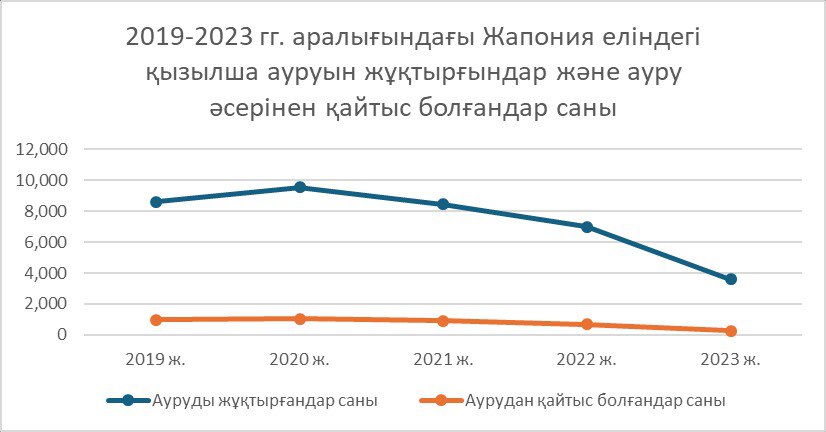 2019-2023 гг. аралығындағы Жапония еліндегі
қызылша ауруын жұқтырғындар және ауру
әсерінен қайтыс болғандар саны
12,000
10,000
8,000
6,000
4,000
2,000
0
2019 ж.
2020 ж.
2021 ж.
2022 ж.
2023 ж.
Ауруды жұқтырғандар саны
Аурудан қайтыс болғандар саны